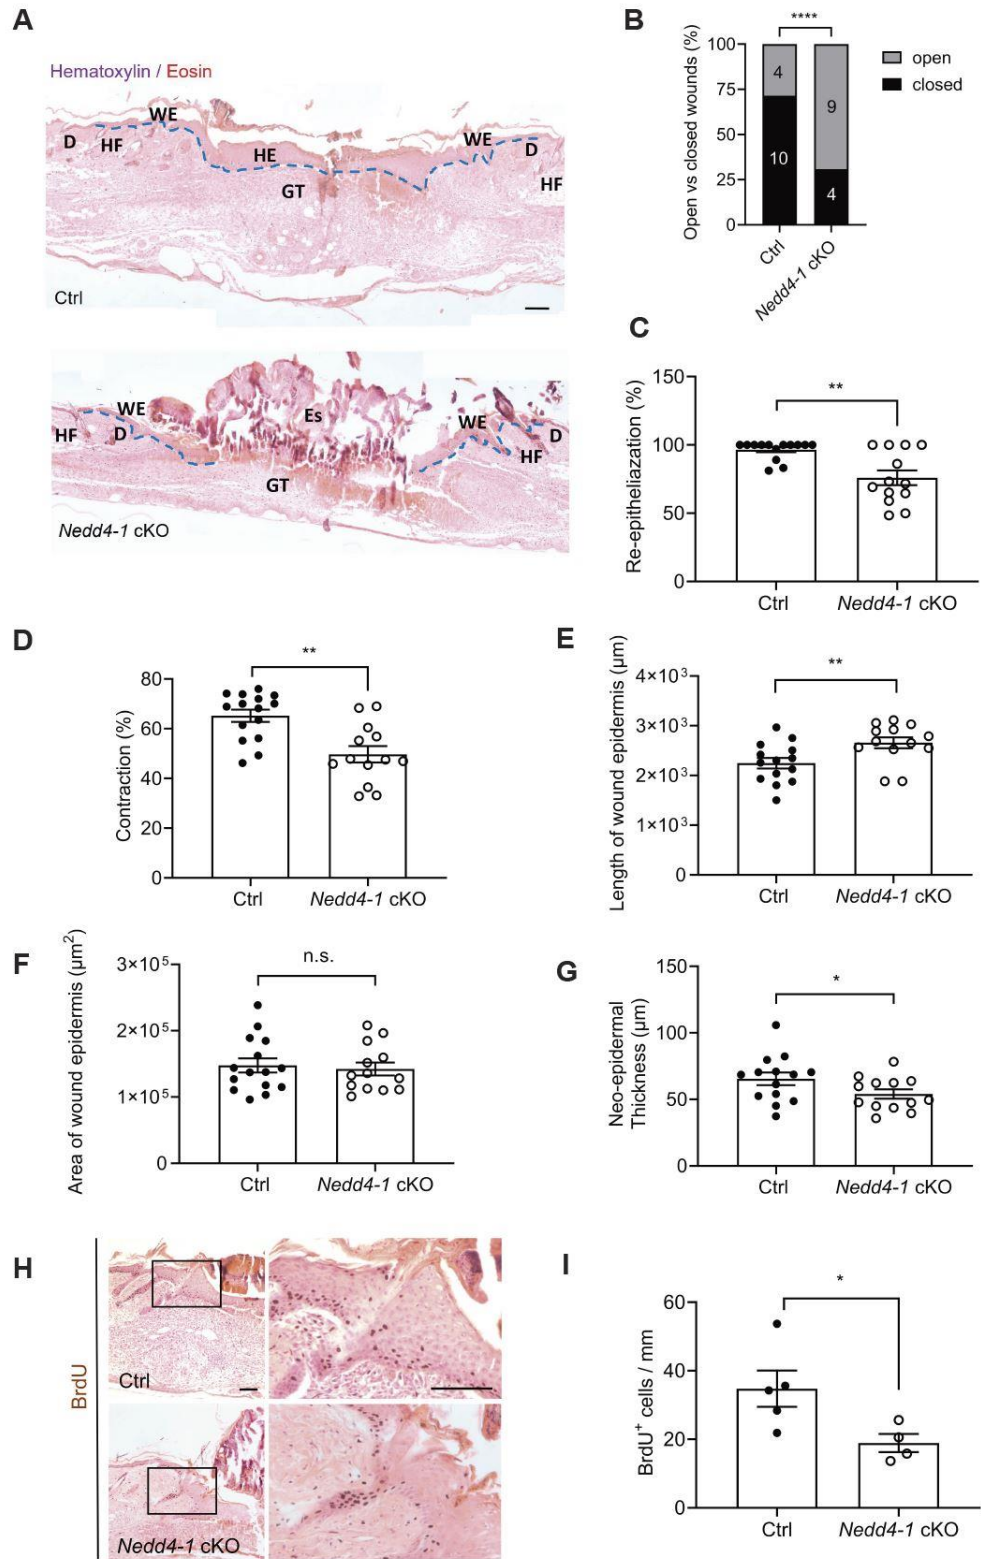 A
Hematoxylin / Eosin
WE
D
HF
HE
GT
WE
D
HF
Ctrl
WE
HF
D
Es
GT
WE
D
HF
Nedd4-1 cKO
B
****
Open vs closed wounds (%)
100
75
50
25
0
4
10
9
4
open
closed
Ctrl
Nedd4-1 cKO
C
**
Re-epitheliazation (%)
150
100
50
0
Ctrl
Nedd4-1 cKO
D
**
Contraction (%)
80
60
40
20
0
Ctrl
Nedd4-1 cKO
E
**
Length of wound epidermis (µm)
4×10³
3×10³
2×10³
1×10³
0
Ctrl
Nedd4-1 cKO
F
n.s.
Area of wound epidermis (µm²)
3×10⁵
2×10⁵
1×10⁵
0
Ctrl
Nedd4-1 cKO
G
*
Neo-epidermal
Thickness (µm)
150
100
50
0
Ctrl
Nedd4-1 cKO
H
BrdU
Ctrl
Nedd4-1 cKO
I
*
BrdU⁺ cells / mm
60
40
20
0
Ctrl
Nedd4-1 cKO